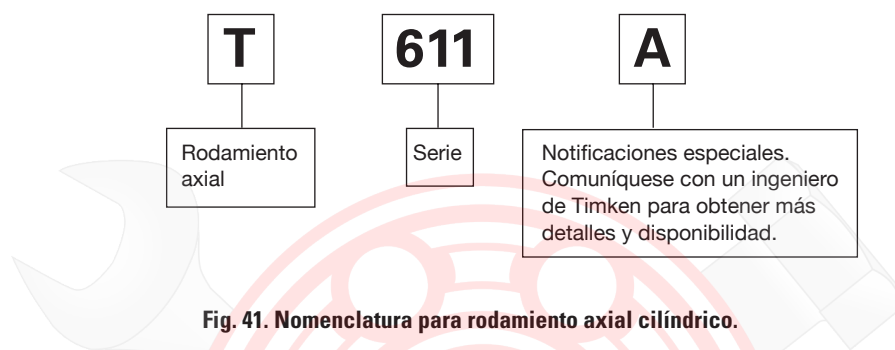 T 611 A
Rodamiento
axial
Serie
Notificaciones especiales.
Comuníquese con un ingeniero
de Timken para obtener más
detalles y disponibilidad.
Fig. 41. Nomenclatura para rodamiento axial cilíndrico.